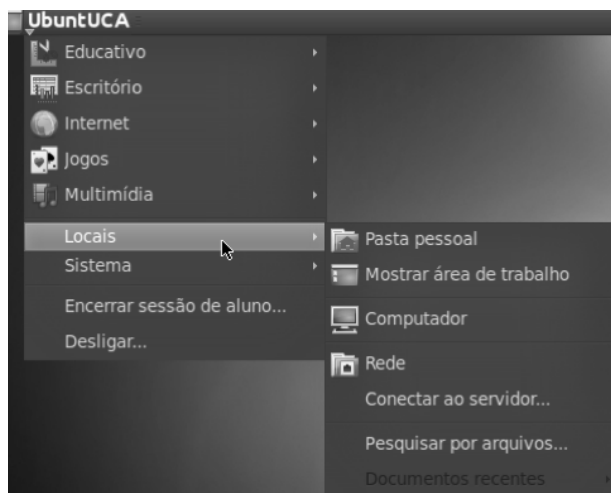 UbuntUCA
Educativo
Escritório
Internet
Jogos
Multimídia
Locais
Sistema
Encerrar sessão de aluno...
Desligar...
Pasta pessoal
Mostrar área de trabalho
Computador
Rede
Conectar ao servidor...
Pesquisar por arquivos...
Documentos recentes